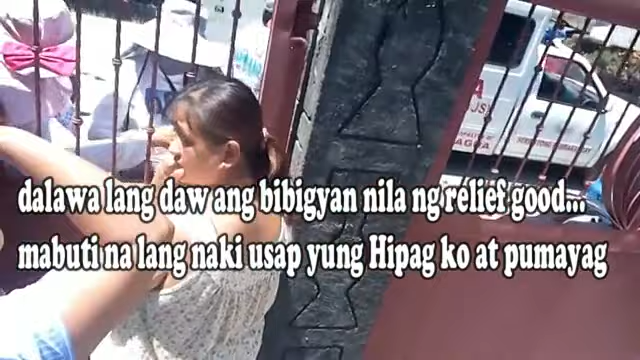 dalawa lang daw ang bibigyan nila ng relief good...
mabuti na lang naki usap yung Hipag ko at pumayag